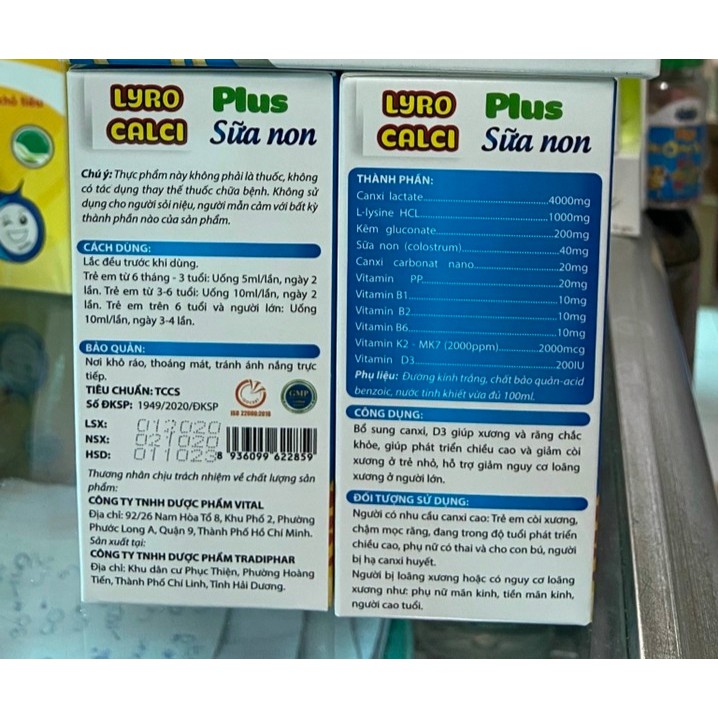 LYRO Plus
CALCI Sữa non
Chú ý: Thực phẩm này không phải là thuốc, không
có tác dụng thay thế thuốc chữa bệnh. Không sử
dụng cho người sỏi niệu, người mẫn cảm với bất kỳ
thành phần nào của sản phẩm.
CÁCH DÙNG:
Lắc đều trước khi dùng.
Trẻ em từ 6 tháng - 3 tuổi: Uống 5ml/lần, ngày 2
lần. Trẻ em từ 3-6 tuổi: Uống 10ml/lần, ngày 2
lần. Trẻ em trên 6 tuổi và người lớn: Uống
10ml/lần, ngày 3-4 lần.
BẢO QUẢN:
Nơi khô ráo, thoáng mát, tránh ánh nắng trực
tiếp.
TIÊU CHUẨN: TCCS
Số ĐKSP: 1949/2020/ĐKSP
ISO 22000:2018
GMP
LSX: 012020
NSX: 021020
HSD: 011023
8 936099 622859
Thương nhân chịu trách nhiệm về chất lượng sản
phẩm:
CÔNG TY TNHH DƯỢC PHẨM VITAL
Địa chỉ: 92/26 Nam Hòa Tổ 8, Khu Phố 2, Phường
Phước Long A, Quận 9, Thành Phố Hồ Chí Minh.
Sản xuất tại:
CÔNG TY TNHH DƯỢC PHẨM TRADIPHAR
Địa chỉ: Khu dân cư Phục Thiện, Phường Hoàng
Tiến, Thành Phố Chí Linh, Tỉnh Hải Dương.
LYRO Plus
CALCI Sữa non
THÀNH PHẦN:
Canxi lactate 4000mg
L-lysine HCL 1000mg
Kẽm gluconate 200mg
Sữa non (colostrum) 40mg
Canxi carbonat nano 20mg
Vitamin PP 20mg
Vitamin B1 10mg
Vitamin B2 10mg
Vitamin B6 10mg
Vitamin K2 - MK7 (2000ppm) 2000mcg
Vitamin D3 200IU
Phụ liệu: Đường kính trắng, chất bảo quản-acid
benzoic, nước tinh khiết vừa đủ 100ml.
CÔNG DỤNG:
Bổ sung canxi, D3 giúp xương và răng chắc
khỏe, giúp phát triển chiều cao và giảm còi
xương ở trẻ nhỏ, hỗ trợ giảm nguy cơ loãng
xương ở người lớn.
ĐỐI TƯỢNG SỬ DỤNG:
Người có nhu cầu canxi cao: Trẻ em còi xương,
chậm mọc răng, đang trong độ tuổi phát triển
chiều cao, phụ nữ có thai và cho con bú, người
bị hạ canxi huyết.
Người bị loãng xương hoặc có nguy cơ loãng
xương như: phụ nữ mãn kinh, tiền mãn kinh,
người cao tuổi.